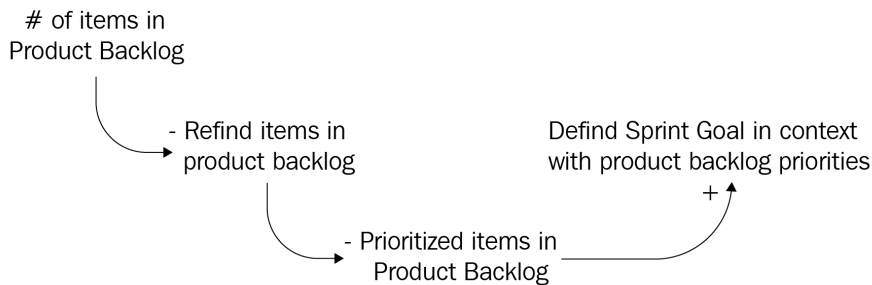 # of items in
Product Backlog
- Refind items in
product backlog
Defind Sprint Goal in context
with product backlog priorities
+
- Prioritized items in
Product Backlog